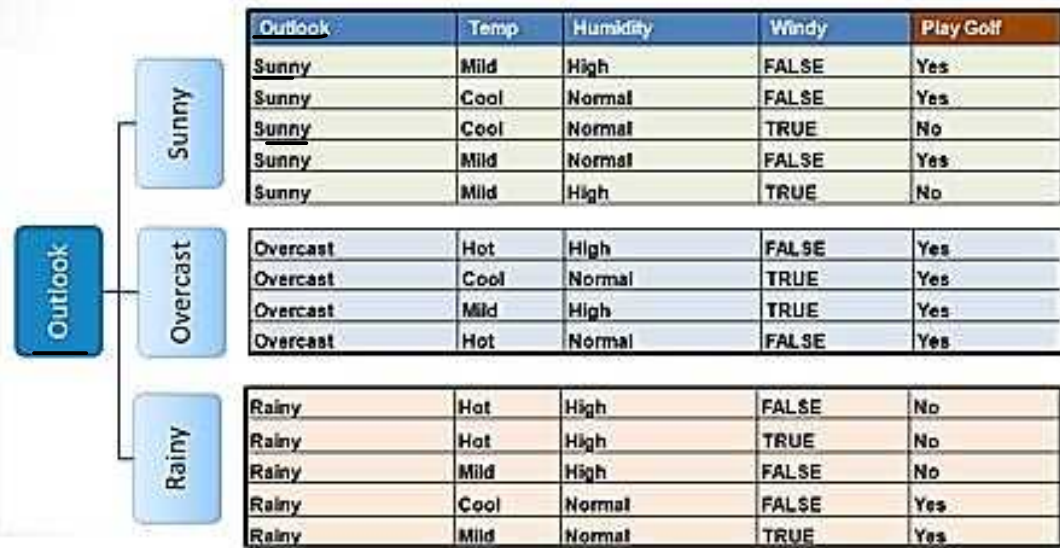 Outlook Temp Humidity Windy Play Golf
Sunny Mild High FALSE Yes
Sunny Cool Normal FALSE Yes
Sunny Cool Normal TRUE No
Sunny Mild Normal FALSE Yes
Sunny Mild High TRUE No
Sunny
Overcast Hot High FALSE Yes
Overcast Cool Normal TRUE Yes
Overcast Mild High TRUE Yes
Overcast Hot Normal FALSE Yes
Outlook
Overcast
Rainy Hot High FALSE No
Rainy Hot High TRUE No
Rainy Mild High FALSE No
Rainy Cool Normal FALSE Yes
Rainy Mild Normal TRUE Yes
Rainy